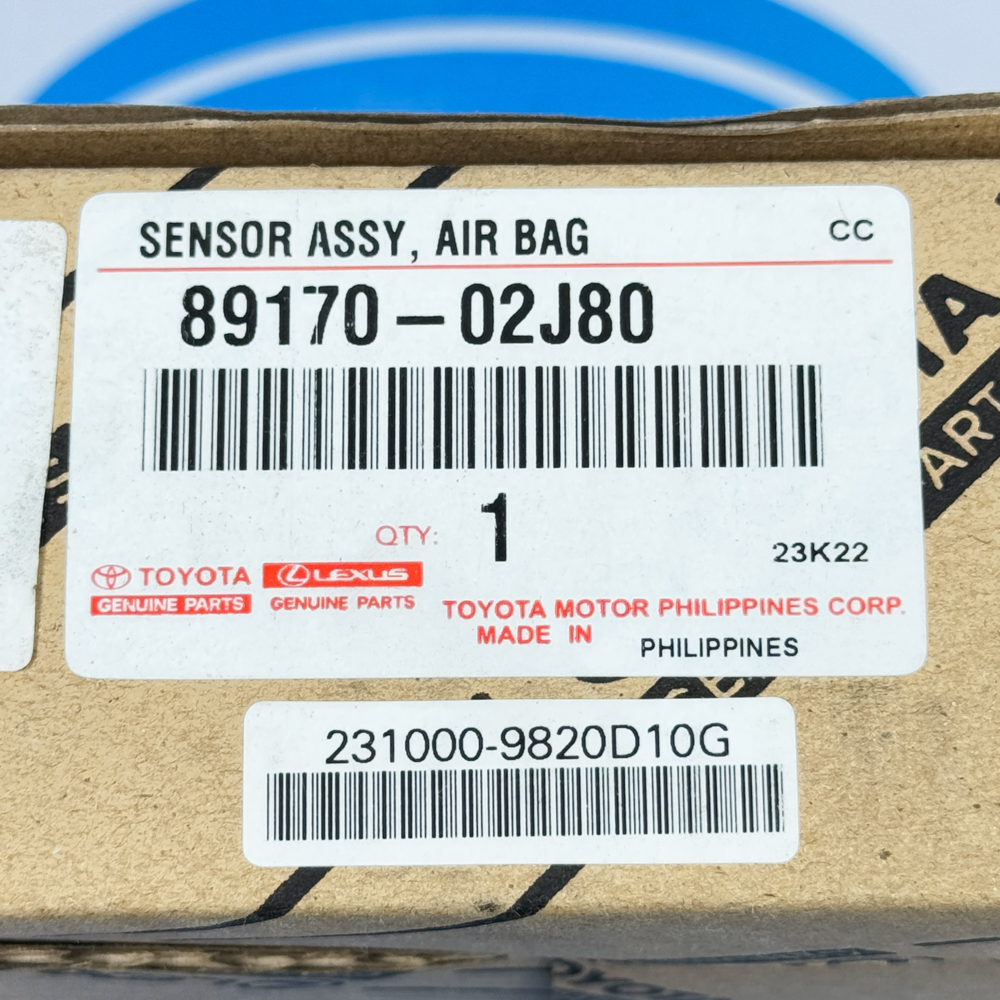 SENSOR ASSY, AIR BAG
CC
89170-02J80
QTY: 1
23K22
TOYOTA
LEXUS
GENUINE PARTS
GENUINE PARTS
TOYOTA MOTOR PHILIPPINES CORP.
MADE IN
PHILIPPINES
231000-9820D10G